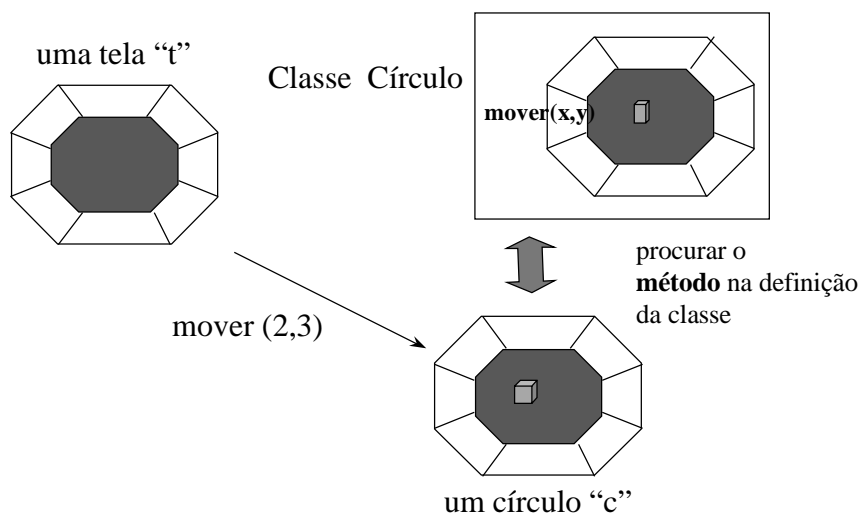 uma tela “t”
Classe Círculo
mover(x,y)
procurar o
método na definição
da classe
mover (2,3)
um círculo “c”